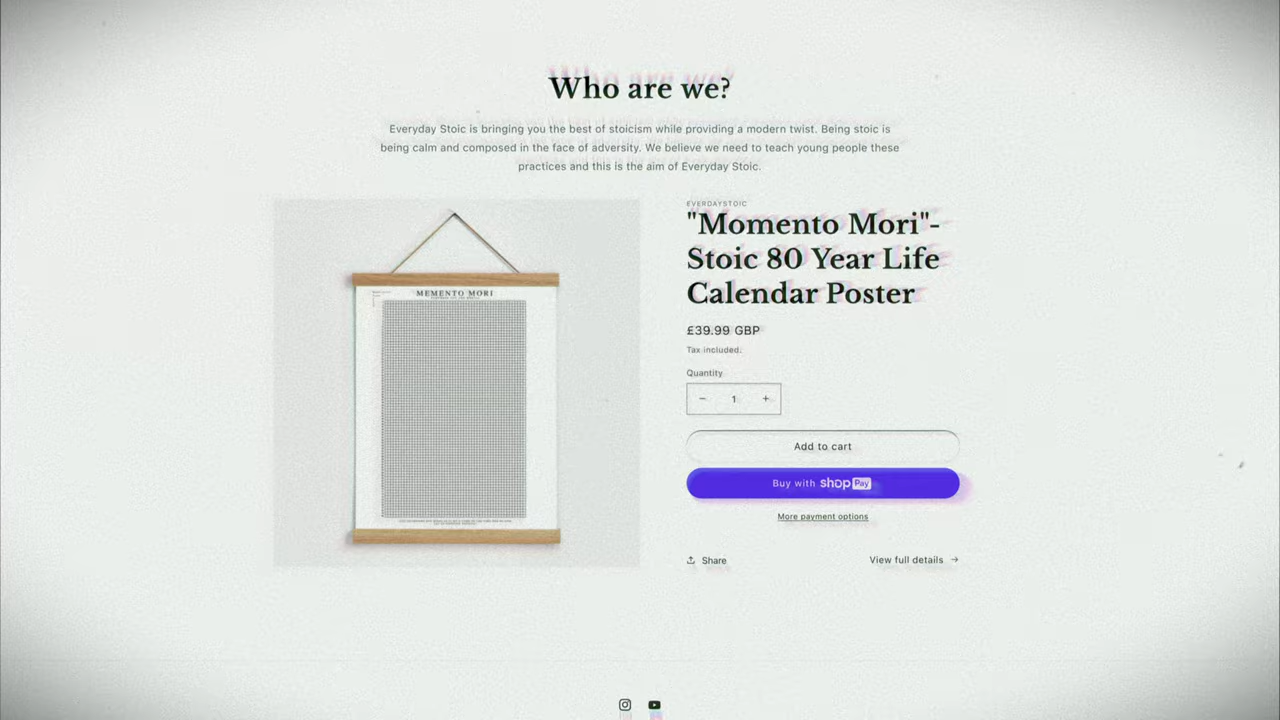 Who are we?
Everyday Stoic is bringing you the best of stoicism while providing a modern twist. Being stoic is
being calm and composed in the face of adversity. We believe we need to teach young people these
practices and this is the aim of Everyday Stoic.
EVERDAYSTOIC
"Momento Mori"-
Stoic 80 Year Life
Calendar Poster
£39.99 GBP
Tax included.
Quantity
− 1 +
Add to cart
Buy with shop Pay
More payment options
Share
View full details →
MEMENTO MORI